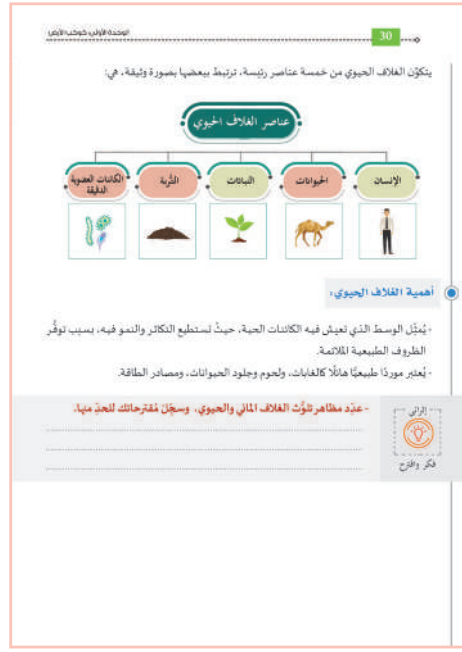 الوحدة الأولى: كوكب الأرض
30
يتكوَّن الغلاف الحيوي من خمسة عناصر رئيسة، ترتبط ببعضها بصورة وثيقة، هي:
عناصر الغلاف الحيوي
الإنسان
الحيوانات
النباتات
التُّربة
الكائنات العضوية
الدقيقة
أهمية الغلاف الحيوي:
- يُمثِّل الوسط الذي تعيش فيه الكائنات الحية، حيثُ تستطيع التكاثر والنمو فيه، بسبب توفُّر
الظروف الطبيعية الملائمة.
- يُعتبر موردًا طبيعيًّا هائلًا كالغابات، ولحوم وجلود الحيوانات، ومصادر الطاقة.
إثرائي
فكر واقترح
- عدِّد مظاهر تلوُّث الغلاف المائي والحيوي، وسجِّل مُقترحاتك للحدِّ منها.